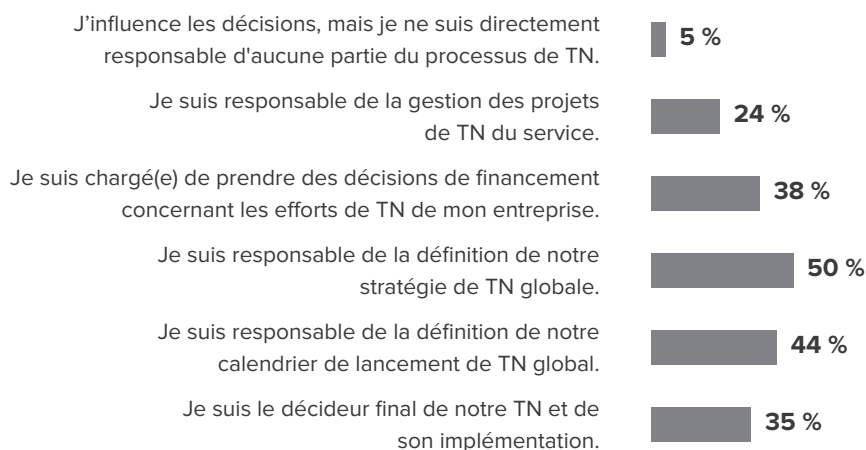 J’influence les décisions, mais je ne suis directement
responsable d'aucune partie du processus de TN.
5 %
Je suis responsable de la gestion des projets
de TN du service.
24 %
Je suis chargé(e) de prendre des décisions de financement
concernant les efforts de TN de mon entreprise.
38 %
Je suis responsable de la définition de notre
stratégie de TN globale.
50 %
Je suis responsable de la définition de notre
calendrier de lancement de TN global.
44 %
Je suis le décideur final de notre TN et de
son implémentation.
35 %